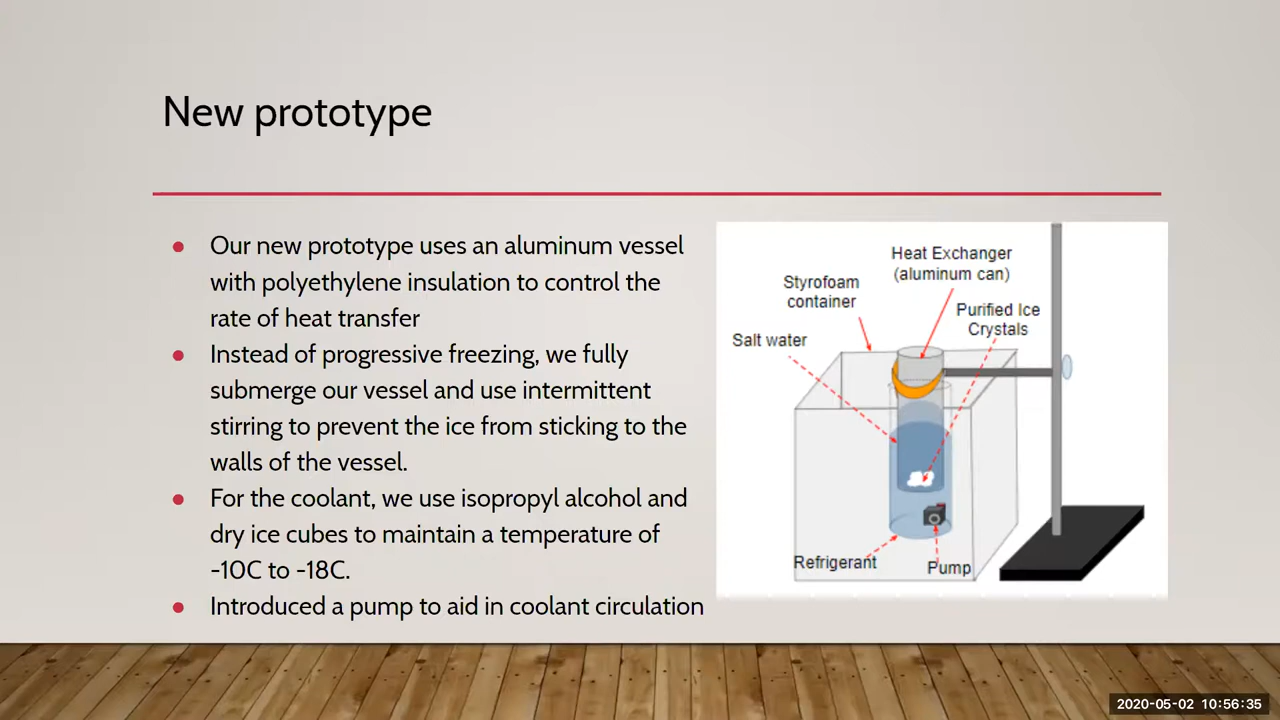 New prototype
● Our new prototype uses an aluminum vessel
with polyethylene insulation to control the
rate of heat transfer
● Instead of progressive freezing, we fully
submerge our vessel and use intermittent
stirring to prevent the ice from sticking to the
walls of the vessel.
● For the coolant, we use isopropyl alcohol and
dry ice cubes to maintain a temperature of
-10C to -18C.
● Introduced a pump to aid in coolant circulation
Heat Exchanger
(aluminum can)
Styrofoam
container
Purified Ice
Crystals
Salt water
Refrigerant
Pump
2020-05-02 10:56:35